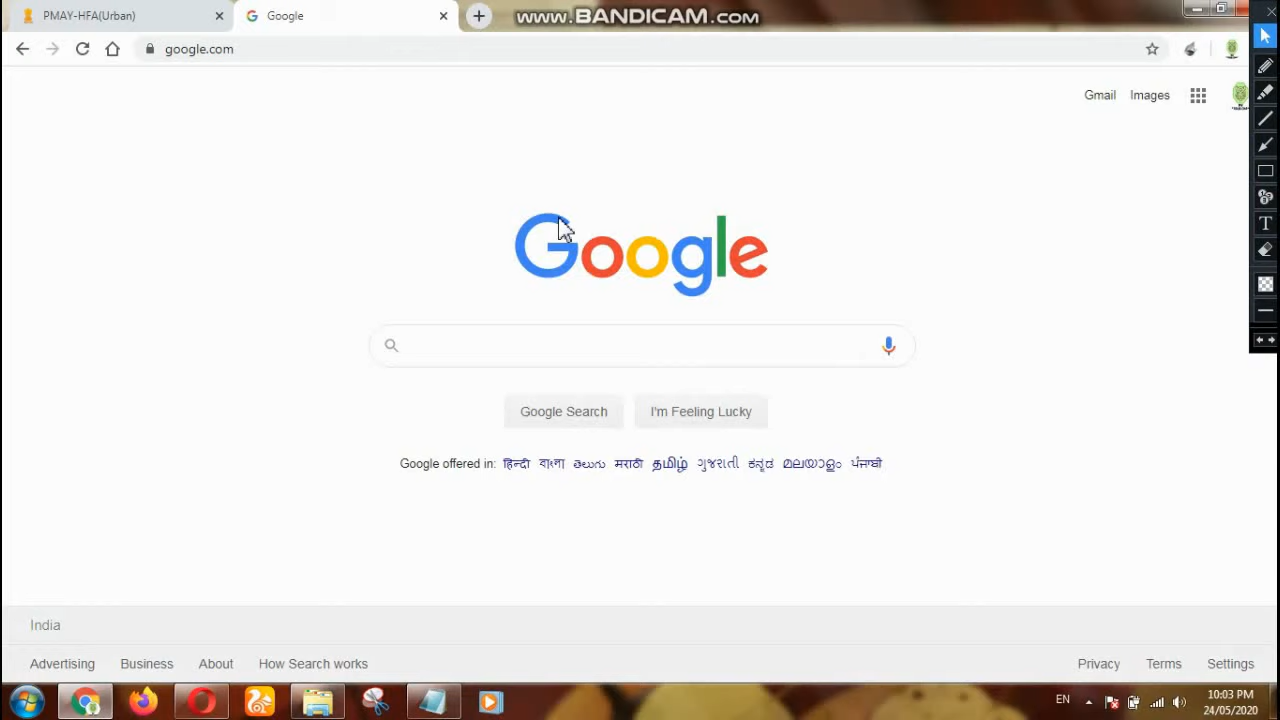 PMAY-HFA(Urban)
Google
www.BANDICAM.com
google.com
Gmail Images
Google
Google Search I'm Feeling Lucky
Google offered in: हिन्दी বাংলা తెలుగు मराठी தமிழ் ગુજરાતી ಕನ್ನಡ മലയാളം ਪੰਜਾਬੀ
India
Advertising Business About How Search works Privacy Terms Settings
EN 10:03 PM
24/05/2020